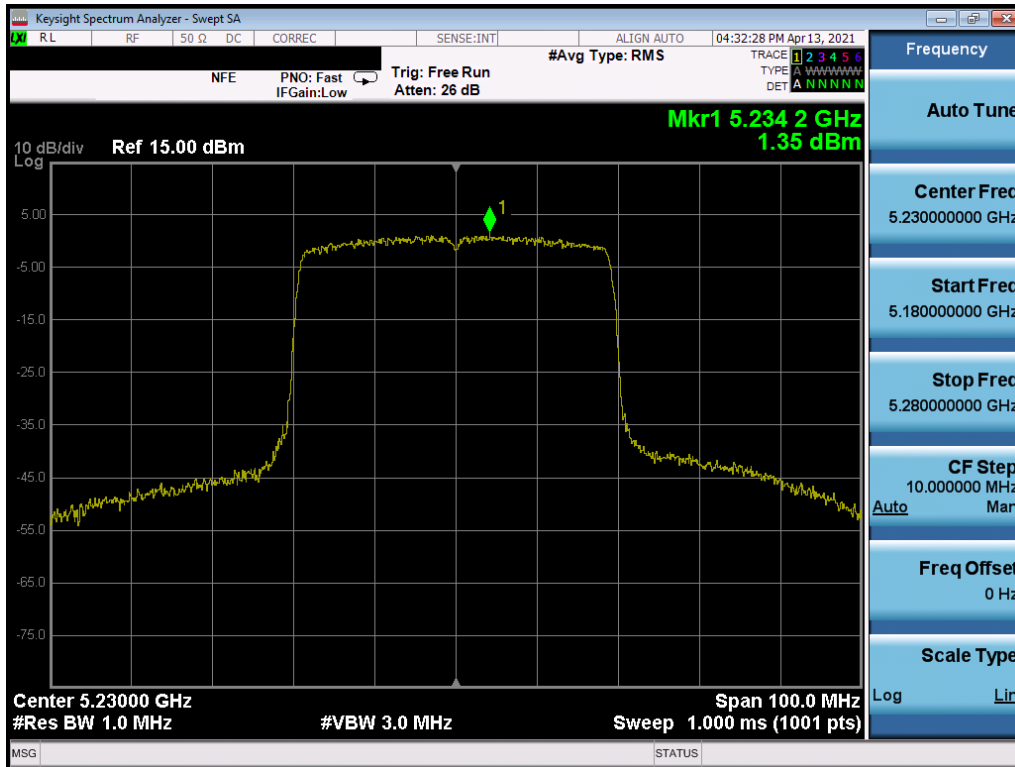 Keysight Spectrum Analyzer - Swept SA
LXI RL RF 50 Ω DC CORREC SENSE:INT ALIGN AUTO 04:32:28 PM Apr 13, 2021
Frequency
NFE PNO: Fast
IFGain:Low
Trig: Free Run
Atten: 26 dB
#Avg Type: RMS
TRACE 1 2 3 4 5 6
TYPE A WWWWW
DET A N N N N N
Mkr1 5.234 2 GHz
1.35 dBm
10 dB/div Ref 15.00 dBm
Log
1
5.00
-5.00
-15.0
-25.0
-35.0
-45.0
-55.0
-65.0
-75.0
Center 5.23000 GHz Span 100.0 MHz
#Res BW 1.0 MHz #VBW 3.0 MHz Sweep 1.000 ms (1001 pts)
MSG STATUS
Auto Tune
Center Freq
5.230000000 GHz
Start Freq
5.180000000 GHz
Stop Freq
5.280000000 GHz
CF Step
10.000000 MHz
Auto Man
Freq Offset
0 Hz
Scale Type
Log Lin